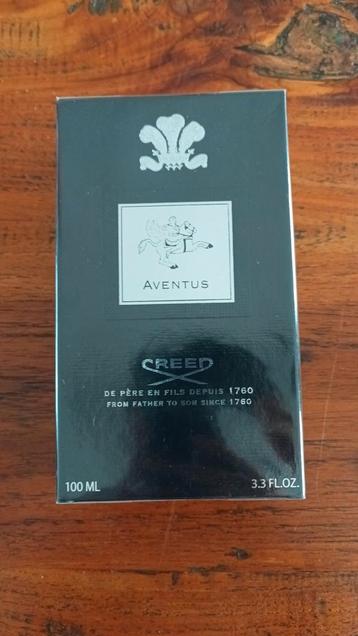 AVENTUS
CREED
DE PÈRE EN FILS DEPUIS 1760
FROM FATHER TO SON SINCE 1760
100 ML 3.3 FL.OZ.